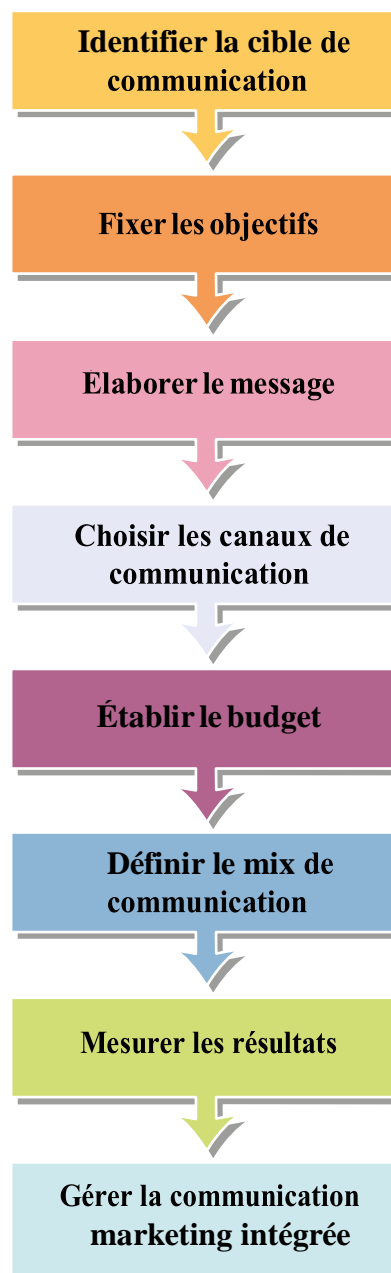 Identifier la cible de
communication
Fixer les objectifs
Élaborer le message
Choisir les canaux de
communication
Établir le budget
Définir le mix de
communication
Mesurer les résultats
Gérer la communication
marketing intégrée